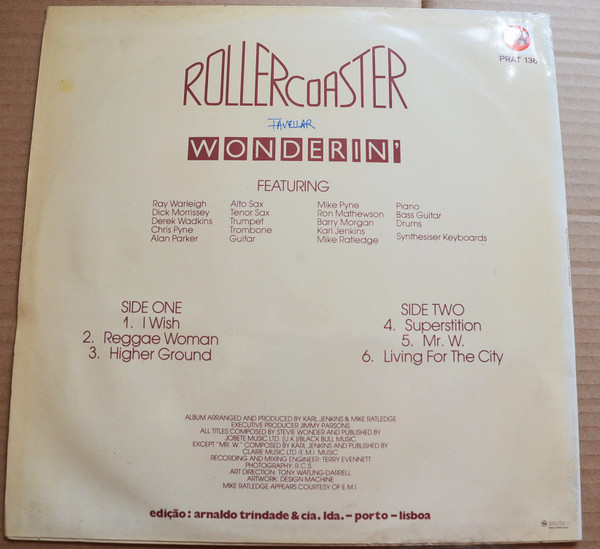 PRAT 136
ROLLERCOASTER
TAVELLAR
WONDERIN'
FEATURING
Ray Warleigh Alto Sax
Dick Morrissey Tenor Sax
Derek Wadkins Trumpet
Chris Pyne Trombone
Alan Parker Guitar
Mike Pyne Piano
Ron Mathewson Bass Guitar
Barry Morgan Drums
Karl Jenkins
Mike Ratledge Synthesiser Keyboards
SIDE ONE
1. I Wish
2. Reggae Woman
3. Higher Ground
SIDE TWO
4. Superstition
5. Mr. W.
6. Living For The City
ALBUM ARRANGED AND PRODUCED BY KARL JENKINS & MIKE RATLEDGE
EXECUTIVE PRODUCER JIMMY PARSONS
ALL TITLES COMPOSED BY STEVIE WONDER AND PUBLISHED BY
JOBETE MUSIC LTD. (U.K.)/BLACK BULL MUSIC
EXCEPT "MR. W." COMPOSED BY KARL JENKINS AND PUBLISHED BY
CLAIRE MUSIC LTD./E.M.I. MUSIC
RECORDING AND MIXING ENGINEER: TERRY EVENNETT
PHOTOGRAPHY: R.C.S.
ART DIRECTION: TONY WATLING-DARRELL
ARTWORK: DESIGN MACHINE
MIKE RATLEDGE APPEARS COURTESY OF E.M.I.
edição: arnaldo trindade & cia. lda. – porto – lisboa